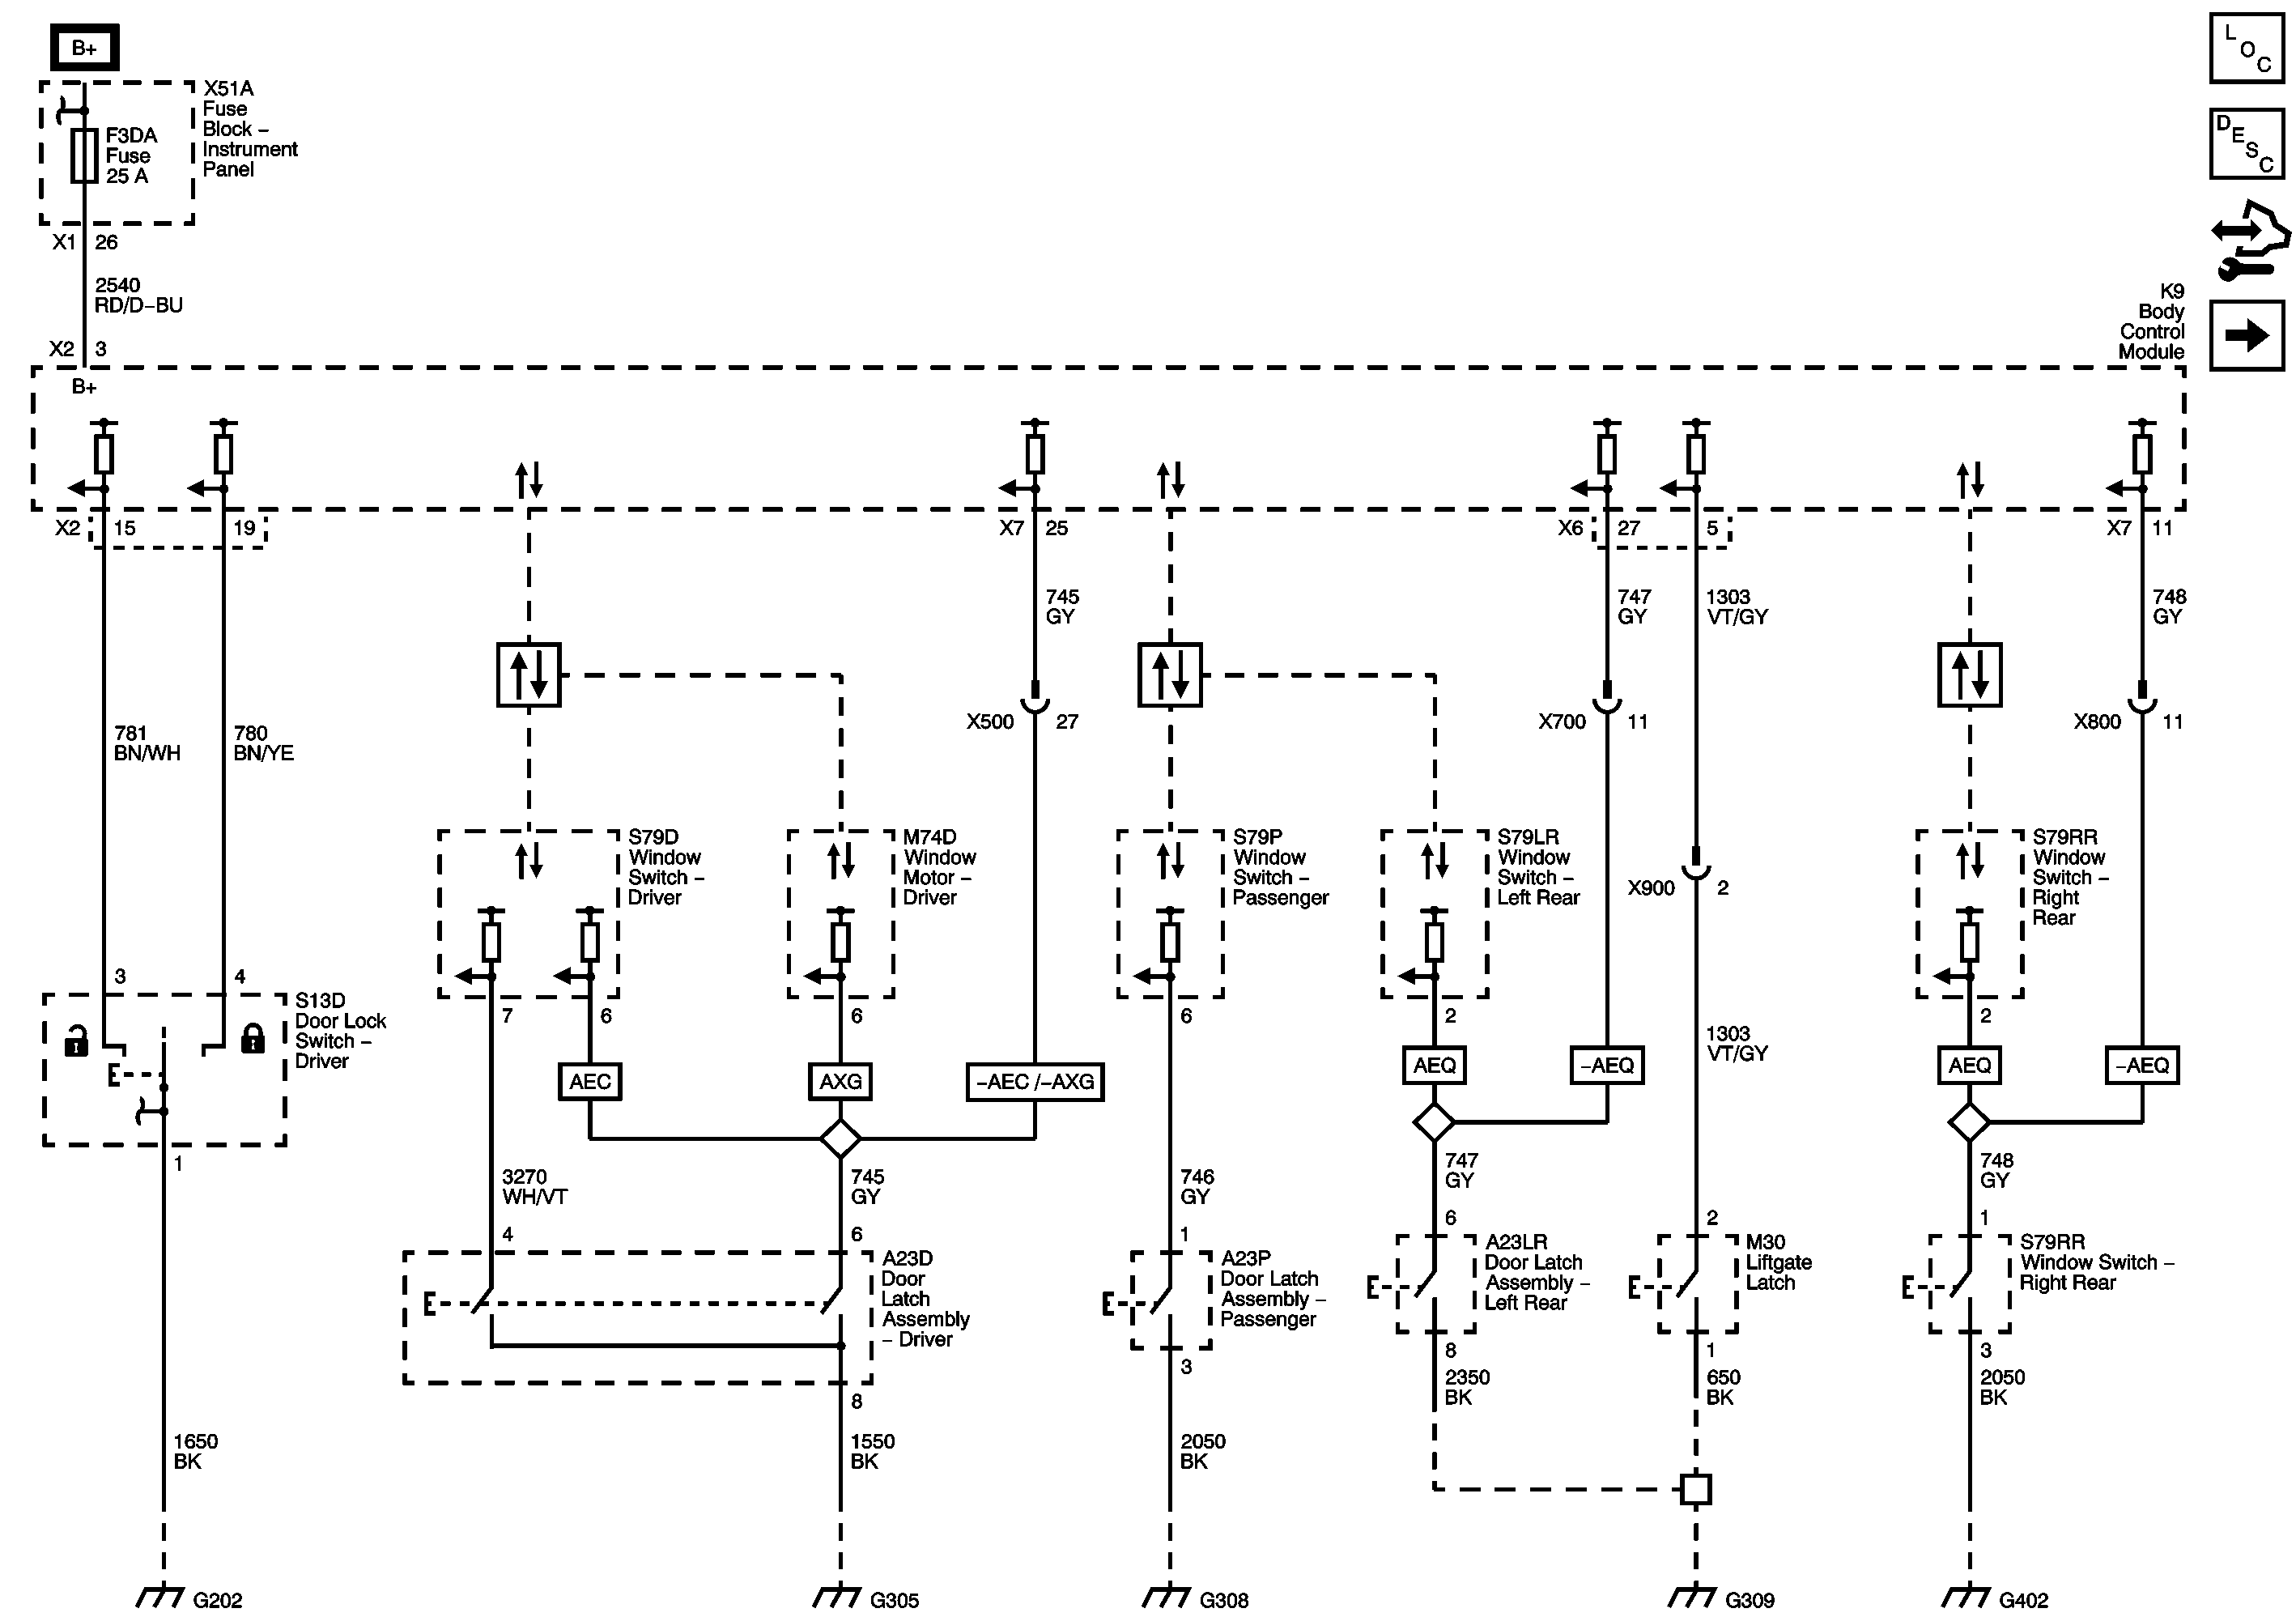 B+
X51A
Fuse
Block –
Instrument
Panel
F3DA
Fuse
25 A
X1 26
2540
RD/D–BU
X2 3
B+
K9
Body
Control
Module
L
O
C
D
E
S
C
X2 15 19
X7 25
X6 27 5
X7 11
745
GY
747
GY
1303
VT/GY
748
GY
X500 27
X700 11
X800 11
781
BN/WH
780
BN/YE
X900 2
S79D
Window
Switch –
Driver
7 6
M74D
Window
Motor –
Driver
6
S79P
Window
Switch –
Passenger
6
S79LR
Window
Switch –
Left Rear
2
S79RR
Window
Switch –
Right
Rear
2
3 4
S13D
Door Lock
Switch –
Driver
1
AEC
AXG
–AEC /–AXG
AEQ
–AEQ
AEQ
–AEQ
1303
VT/GY
3270
WH/VT
745
GY
746
GY
747
GY
748
GY
4 6
A23D
Door
Latch
Assembly
– Driver
8
1
A23P
Door Latch
Assembly –
Passenger
3
6
A23LR
Door Latch
Assembly –
Left Rear
8
2
M30
Liftgate
Latch
1
1
S79RR
Window Switch –
Right Rear
3
2350
BK
650
BK
2050
BK
1650
BK
1550
BK
2050
BK
G202
G305
G308
G309
G402